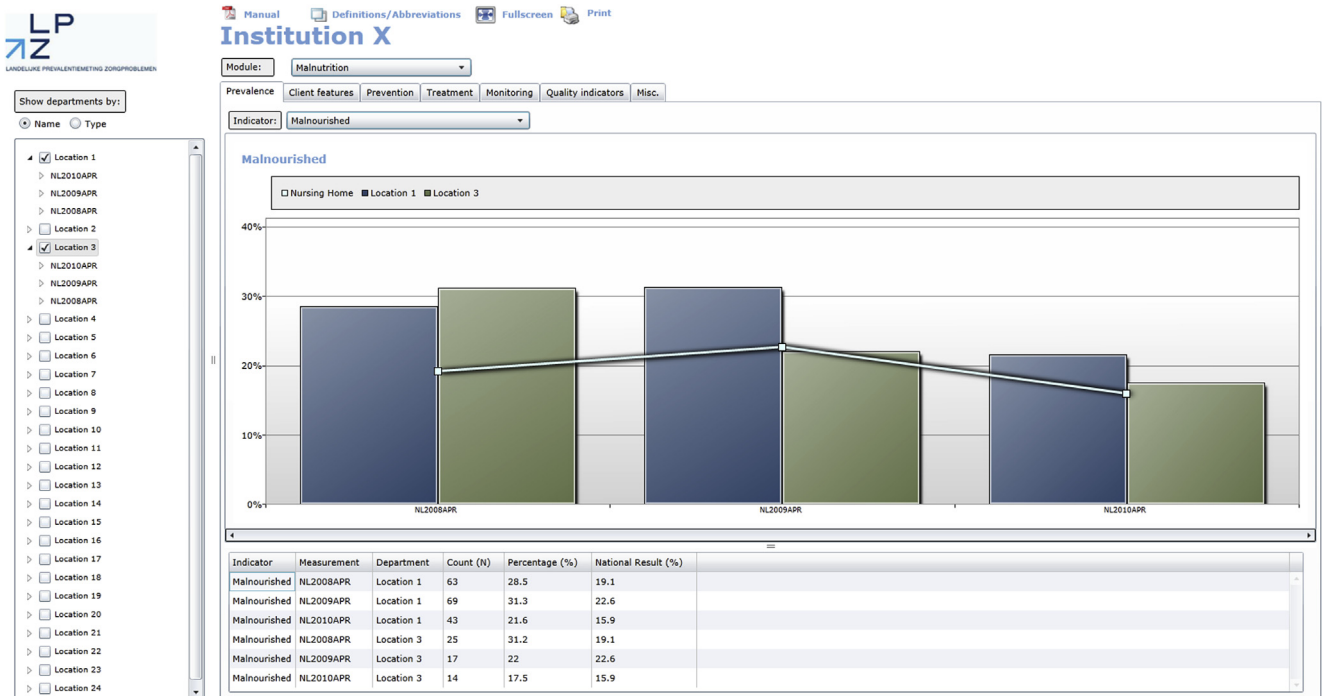 LPZ
LANDELIJKE PREVALENTIEMETING ZORGPROBLEMEN
Manual Definitions/Abbreviations Fullscreen Print
Institution X
Module: Malnutrition
Prevalence Client features Prevention Treatment Monitoring Quality indicators Misc.
Indicator: Malnourished
Show departments by:
Name Type
Location 1
NL2010APR
NL2009APR
NL2008APR
Location 2
Location 3
NL2010APR
NL2009APR
NL2008APR
Location 4
Location 5
Location 6
Location 7
Location 8
Location 9
Location 10
Location 11
Location 12
Location 13
Location 14
Location 15
Location 16
Location 17
Location 18
Location 19
Location 20
Location 21
Location 22
Location 23
Location 24
Malnourished
Nursing Home Location 1 Location 3
40%
30%
20%
10%
0%
NL2008APR NL2009APR NL2010APR
Indicator Measurement Department Count (N) Percentage (%) National Result (%)
Malnourished NL2008APR Location 1 63 28.5 19.1
Malnourished NL2009APR Location 1 69 31.3 22.6
Malnourished NL2010APR Location 1 43 21.6 15.9
Malnourished NL2008APR Location 3 25 31.2 19.1
Malnourished NL2009APR Location 3 17 22 22.6
Malnourished NL2010APR Location 3 14 17.5 15.9